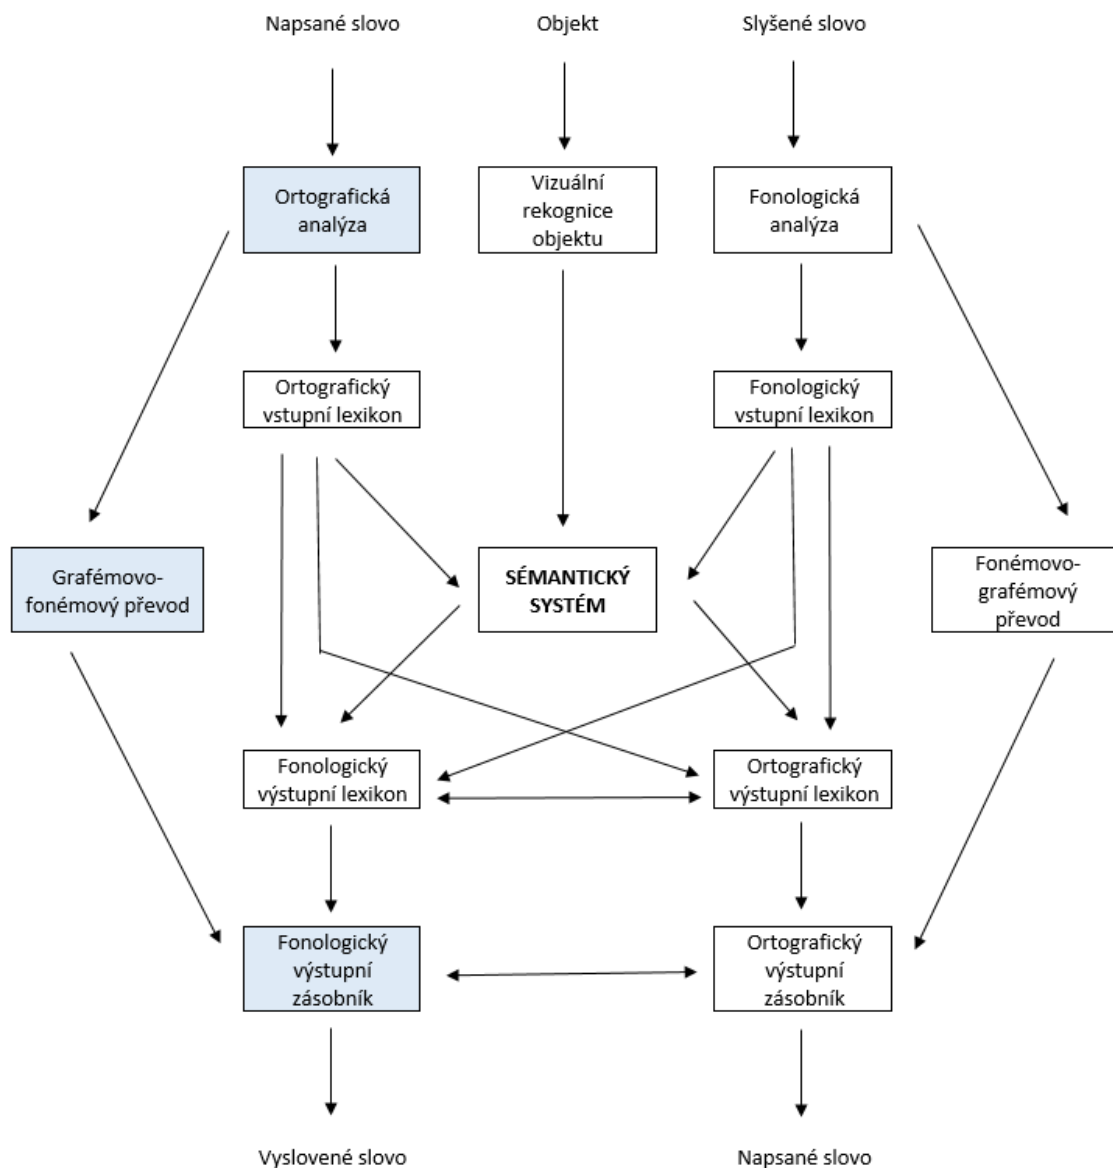 Napsané slovo
Objekt
Slyšené slovo
Ortografická
analýza
Vizuální
rekognice
objektu
Fonologická
analýza
Ortografický
vstupní lexikon
Fonologický
vstupní lexikon
Grafémovo-
fonémový převod
SÉMANTICKÝ
SYSTÉM
Fonémovo-
grafémový
převod
Fonologický
výstupní lexikon
Ortografický
výstupní lexikon
Fonologický
výstupní
zásobník
Ortografický
výstupní
zásobník
Vyslovené slovo
Napsané slovo